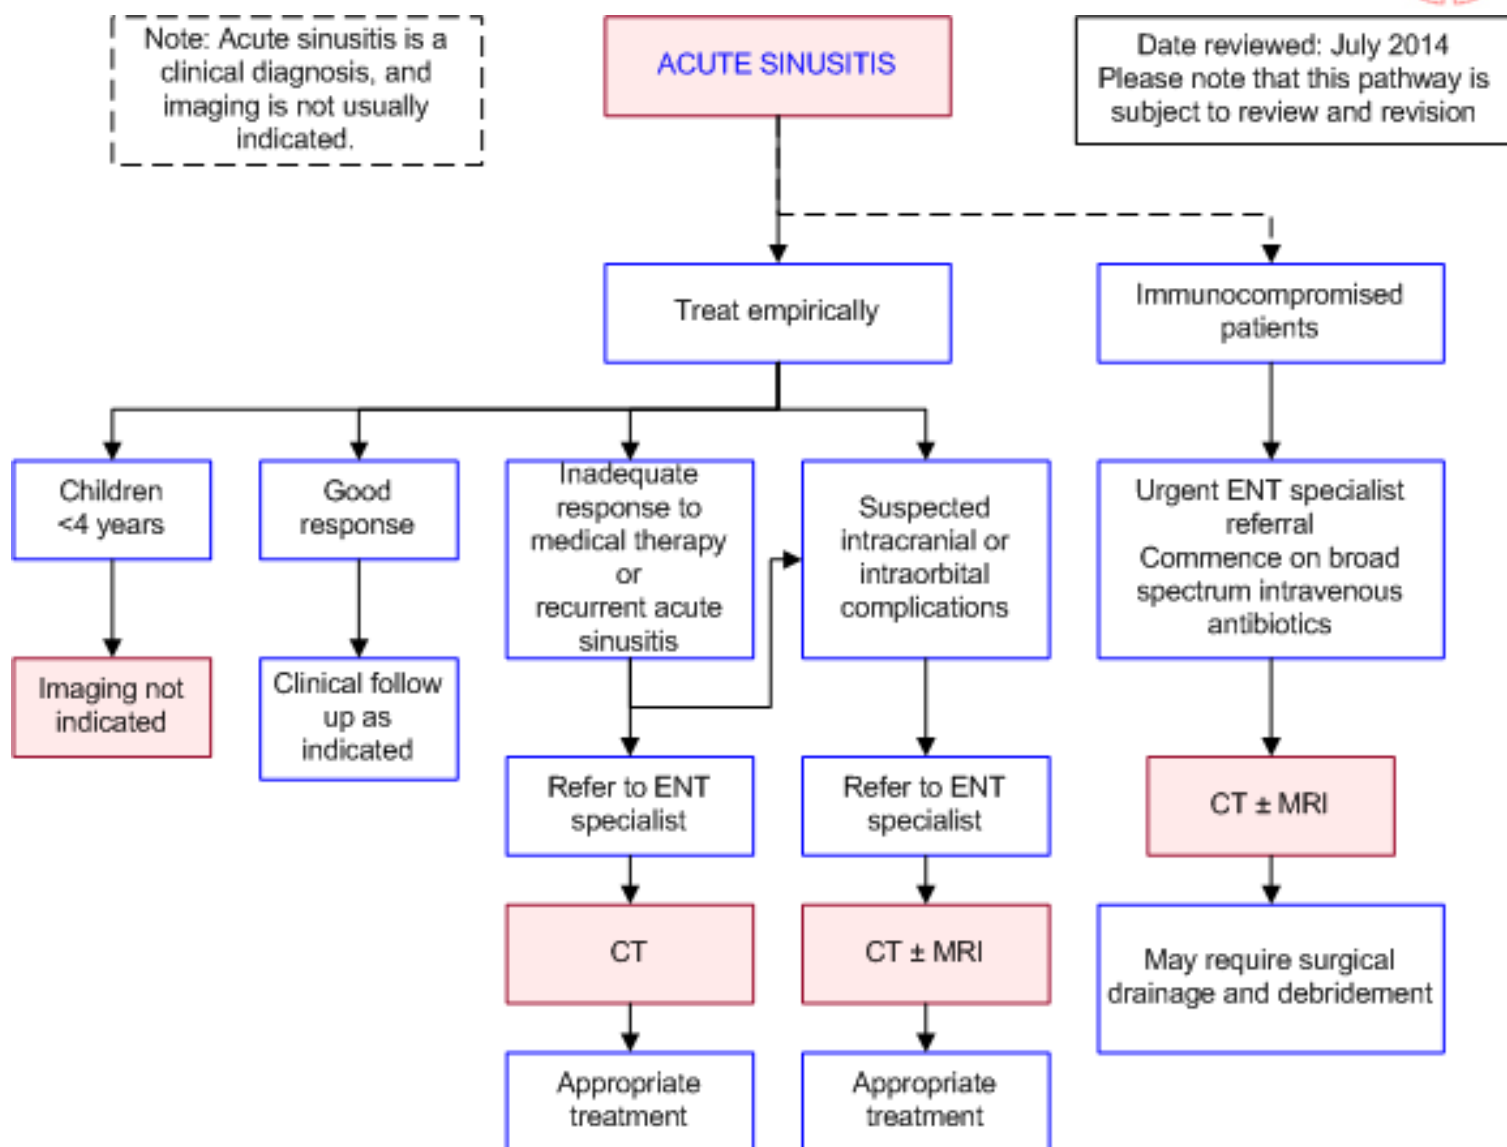 Note: Acute sinusitis is a
clinical diagnosis, and
imaging is not usually
indicated.
ACUTE SINUSITIS
Date reviewed: July 2014
Please note that this pathway is
subject to review and revision
Treat empirically
Immunocompromised
patients
Children
<4 years
Good
response
Inadequate
response to
medical therapy
or
recurrent acute
sinusitis
Suspected
intracranial or
intraorbital
complications
Urgent ENT specialist
referral
Commence on broad
spectrum intravenous
antibiotics
Imaging not
indicated
Clinical follow
up as
indicated
Refer to ENT
specialist
Refer to ENT
specialist
CT ± MRI
CT
CT ± MRI
May require surgical
drainage and debridement
Appropriate
treatment
Appropriate
treatment